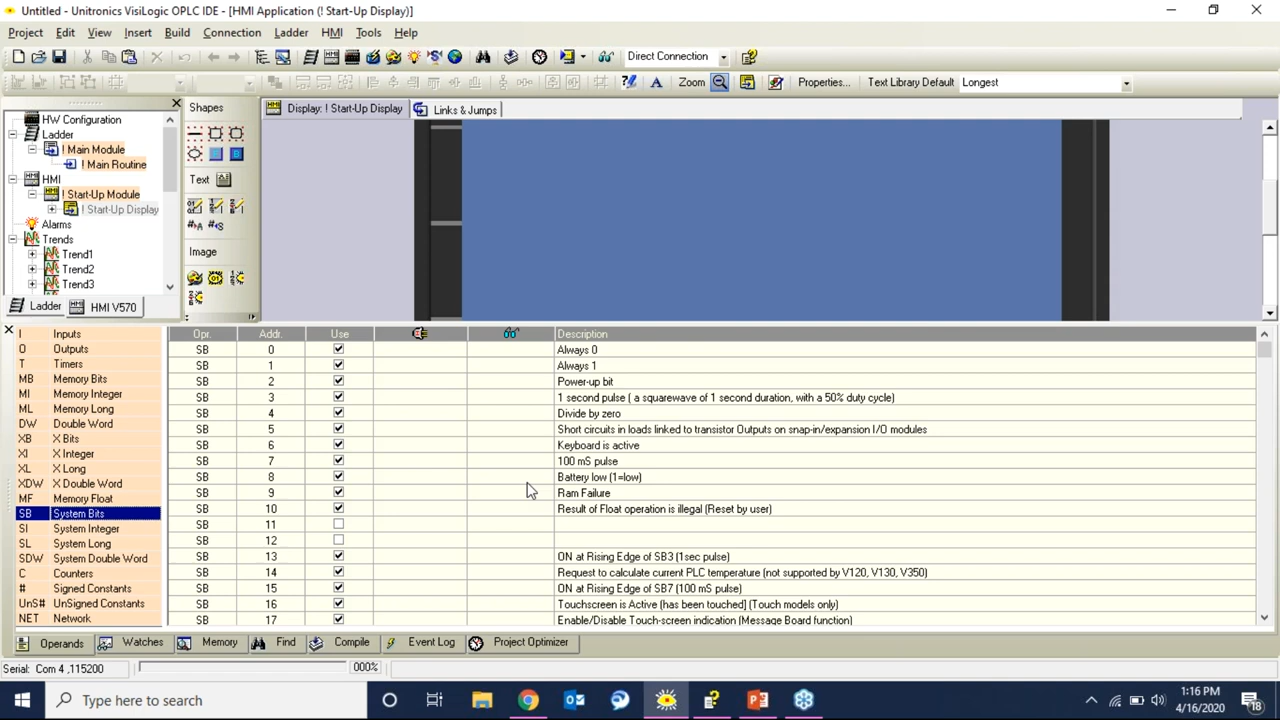 Untitled - Unitronics VisiLogic OPLC IDE - [HMI Application (! Start-Up Display)]
Project Edit View Insert Build Connection Ladder HMI Tools Help
Direct Connection
Zoom Properties... Text Library Default Longest
HW Configuration
Ladder
! Main Module
! Main Routine
HMI
! Start-Up Module
! Start-Up Display
Alarms
Trends
Trend1
Trend2
Trend3
Ladder HMI V570
Shapes
Text
Image
Display: ! Start-Up Display Links & Jumps
I Inputs
O Outputs
T Timers
MB Memory Bits
MI Memory Integer
ML Memory Long
DW Double Word
XB X Bits
XI X Integer
XL X Long
XDW X Double Word
MF Memory Float
SB System Bits
SI System Integer
SL System Long
SDW System Double Word
C Counters
# Signed Constants
UnS# UnSigned Constants
NET Network
Opr. Addr. Use Description
SB 0 Always 0
SB 1 Always 1
SB 2 Power-up bit
SB 3 1 second pulse ( a squarewave of 1 second duration, with a 50% duty cycle)
SB 4 Divide by zero
SB 5 Short circuits in loads linked to transistor Outputs on snap-in/expansion I/O modules
SB 6 Keyboard is active
SB 7 100 mS pulse
SB 8 Battery low (1=low)
SB 9 Ram Failure
SB 10 Result of Float operation is illegal (Reset by user)
SB 11
SB 12
SB 13 ON at Rising Edge of SB3 (1sec pulse)
SB 14 Request to calculate current PLC temperature (not supported by V120, V130, V350)
SB 15 ON at Rising Edge of SB7 (100 mS pulse)
SB 16 Touchscreen is Active (has been touched] (Touch models only)
SB 17 Enable/Disable Touch-screen indication (Message Board function)
Operands Watches Memory Find Compile Event Log Project Optimizer
Serial: Com 4 ,115200 000%
Type here to search
1:16 PM
4/16/2020
18